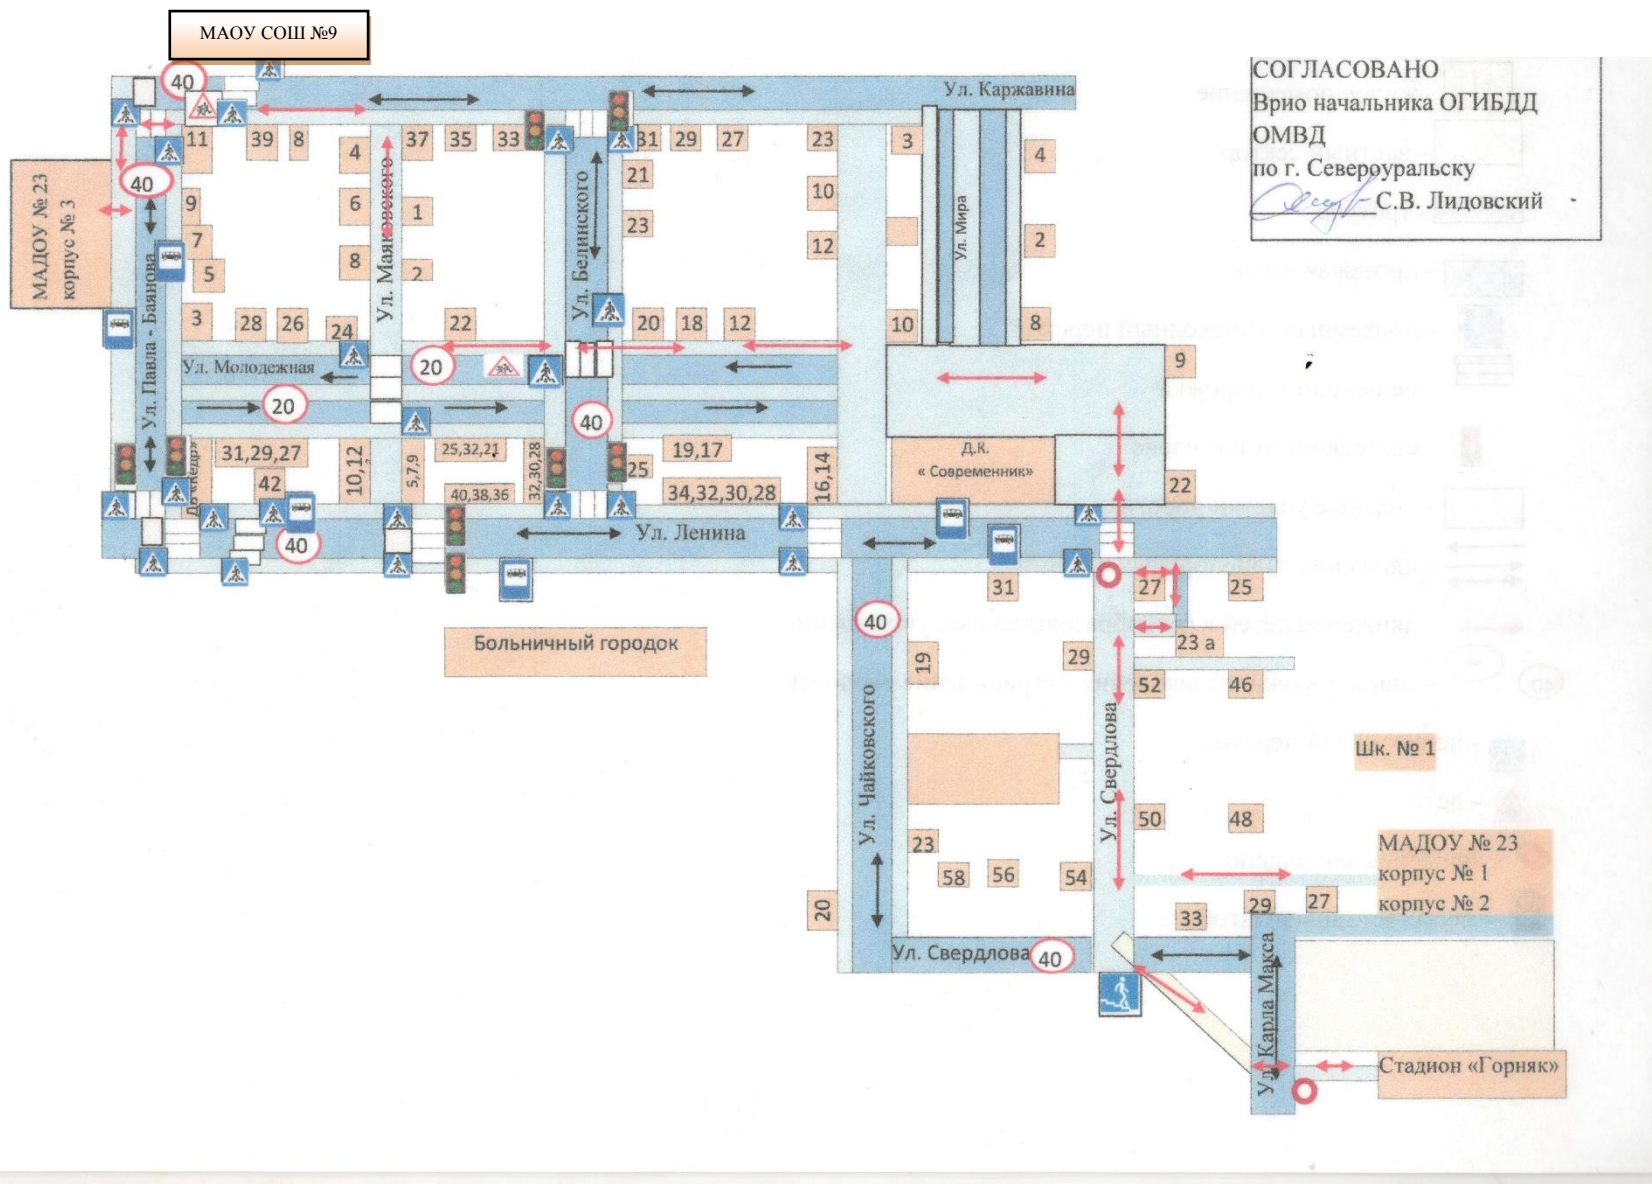 МАОУ СОШ №9
СОГЛАСОВАНО
Врио начальника ОГИБДД
ОМВД
по г. Североуральску
С.В. Лидовский
40
Ул. Каржавина
11
39
8
4
37
35
33
31
29
27
23
3
4
40
МАДОУ № 23
корпус № 3
9
7
5
3
6
8
1
2
21
23
10
12
2
Ул. Павла - Баянова
Ул. Маяковского
Ул. Белинского
Ул. Мира
28
26
24
22
20
18
12
10
8
Ул. Молодежная
20
20
40
9
31,29,27
42
10,12
5,7,9
25,32,21
40,38,36
32,30,28
25
19,17
34,32,30,28
16,14
Д.К.
« Современник»
22
40
Ул. Ленина
Больничный городок
31
27
25
40
19
29
23 а
52
46
Ул. Чайковского
Ул. Свердлова
Шк. № 1
50
48
23
58
56
54
МАДОУ № 23
корпус № 1
корпус № 2
20
33
29
27
Ул. Свердлова
40
Ул. Карла Макса
Стадион «Горняк»